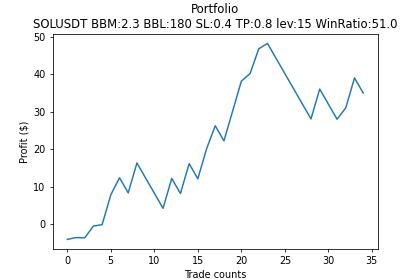 Portfolio
SOLUSDT BBM:2.3 BBL:180 SL:0.4 TP:0.8 lev:15 WinRatio:51.0
Profit ($)
50
40
30
20
10
0
0 5 10 15 20 25 30 35
Trade counts